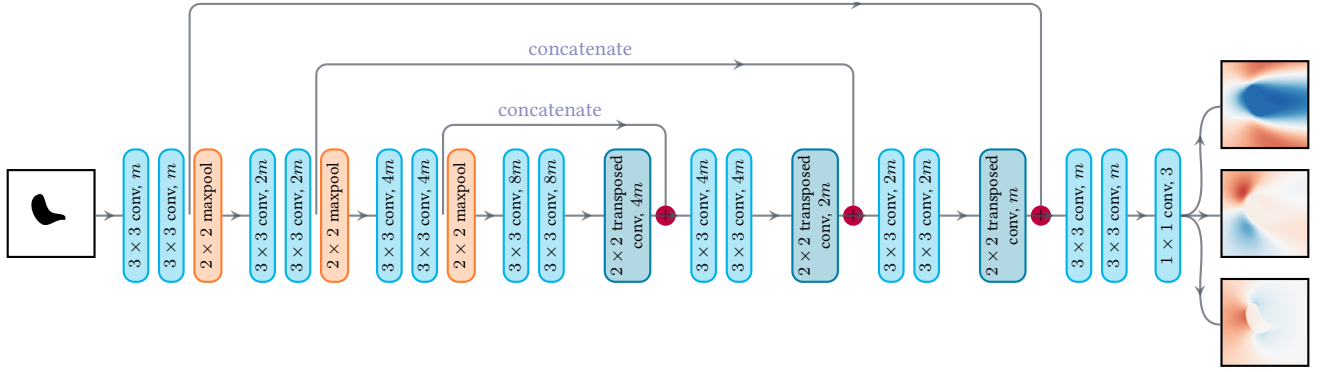 concatenate
concatenate
3 × 3 conv, m
3 × 3 conv, m
2 × 2 maxpool
3 × 3 conv, 2m
3 × 3 conv, 2m
2 × 2 maxpool
3 × 3 conv, 4m
3 × 3 conv, 4m
2 × 2 maxpool
3 × 3 conv, 8m
3 × 3 conv, 8m
2 × 2 transposed
conv, 4m
+
3 × 3 conv, 4m
3 × 3 conv, 4m
2 × 2 transposed
conv, 2m
+
3 × 3 conv, 2m
3 × 3 conv, 2m
2 × 2 transposed
conv, m
+
3 × 3 conv, m
3 × 3 conv, m
1 × 1 conv, 3